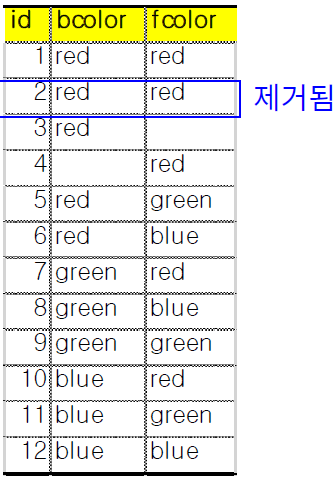 id bcolor fcolor
1 red red
2 red red 제거됨
3 red
4 red
5 red green
6 red blue
7 green red
8 green blue
9 green green
10 blue red
11 blue green
12 blue blue